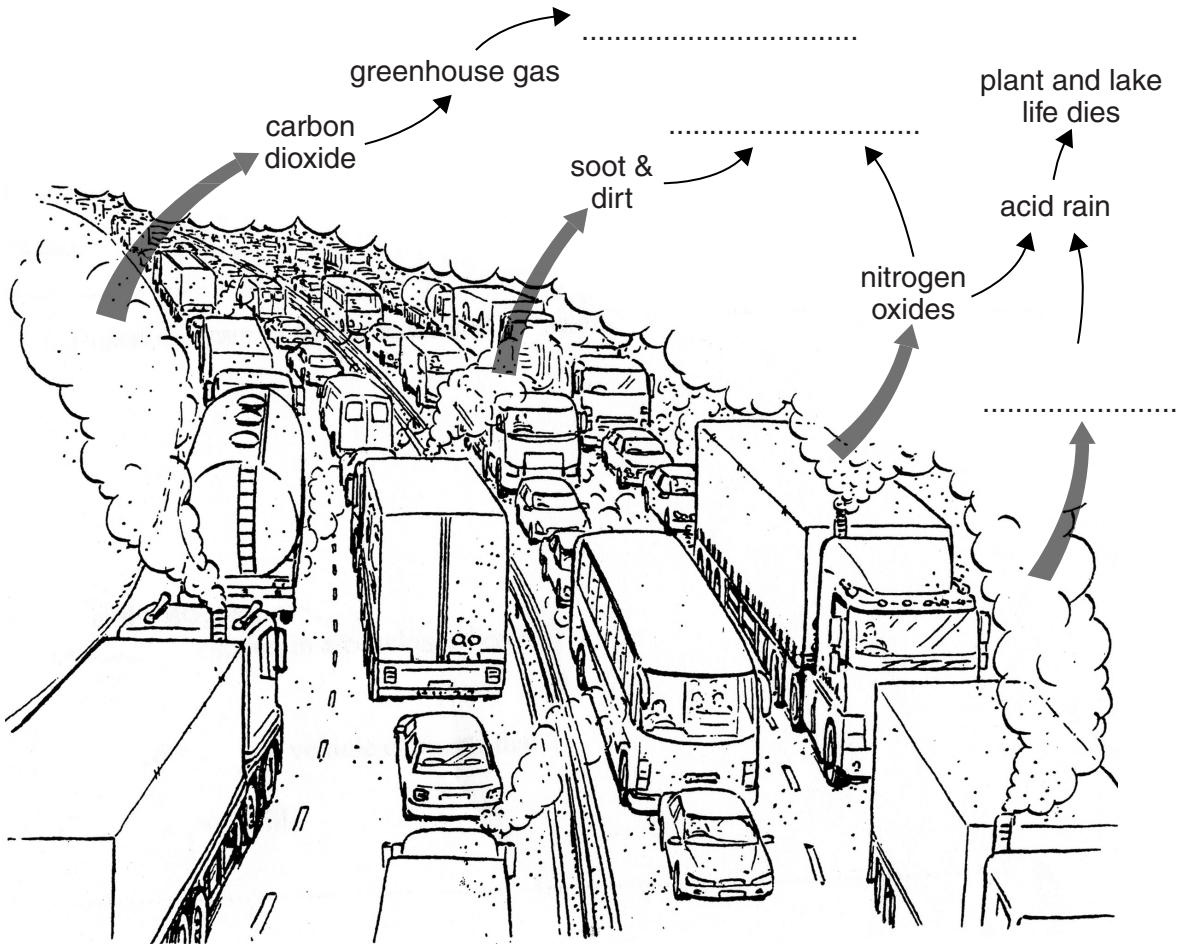 greenhouse gas
carbon
dioxide
soot &
dirt
plant and lake
life dies
acid rain
nitrogen
oxides